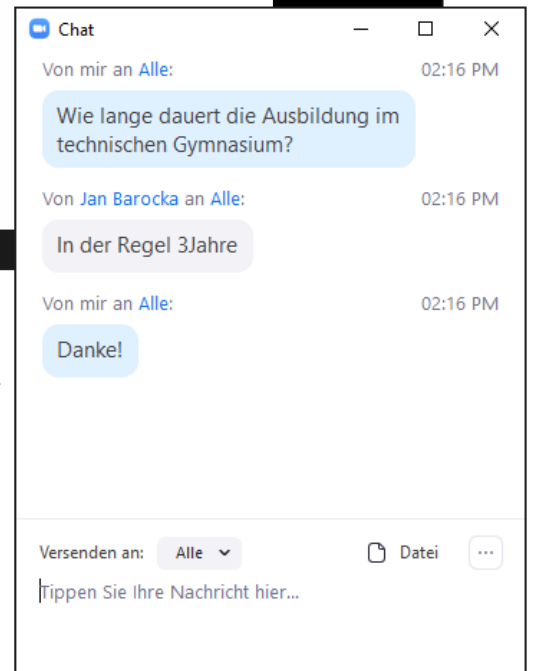 Chat
Von mir an Alle: 02:16 PM
Wie lange dauert die Ausbildung im
technischen Gymnasium?
Von Jan Barocka an Alle: 02:16 PM
In der Regel 3Jahre
Von mir an Alle: 02:16 PM
Danke!
Versenden an: Alle Datei ...
Tippen Sie Ihre Nachricht hier...